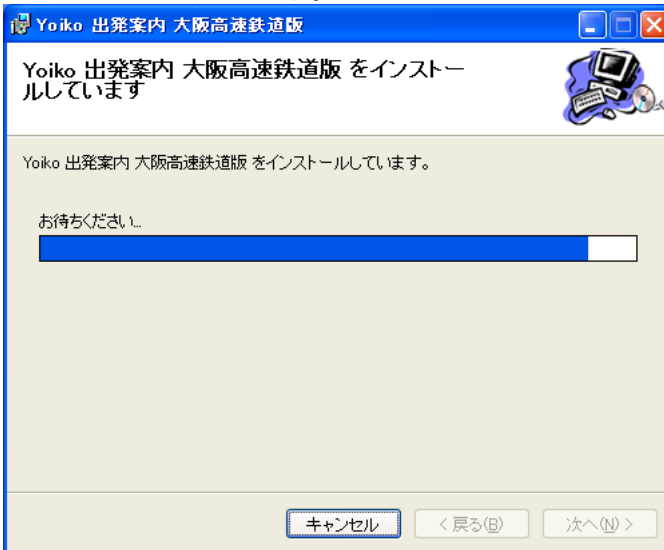 Yoiko 出発案内 大阪高速鉄道版
Yoiko 出発案内 大阪高速鉄道版 をインストー
ルしています
Yoiko 出発案内 大阪高速鉄道版 をインストールしています。
お待ちください...
キャンセル
< 戻る(B)
次へ(N) >